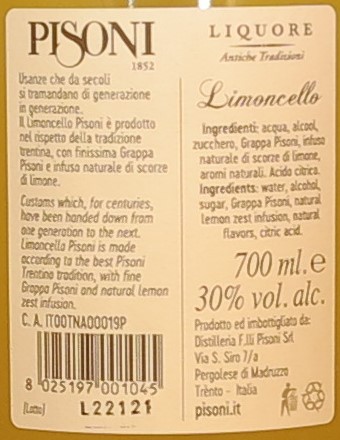 PISONI
1852
Usanze che da secoli
si tramandano di generazione
in generazione.
Il Limoncello Pisoni è prodotto
nel rispetto della tradizione
trentina, con finissima Grappa
Pisoni e infuso naturale di scorze
di limone.
Customs which, for centuries,
have been handed down from
one generation to the next.
Limoncello Pisoni is made
according to the best Pisoni
Trentino tradition, with fine
Grappa Pisoni and natural lemon
zest infusion.
C. A. IT00TNA00019P
8 025197 001045
(Lotto) L22121
LIQUORE
Antiche Tradizioni
Limoncello
Ingredienti: acqua, alcool,
zucchero, Grappa Pisoni, infuso
naturale di scorze di limone,
aromi naturali. Acido citrico.
Ingredients: water, alcohol,
sugar, Grappa Pisoni, natural
lemon zest infusion, natural
flavors, citric acid.
700 ml. e
30% vol. alc.
Prodotto ed imbottigliato da:
Distilleria F.lli Pisoni Srl
Via S. Siro 7/a
Pergolese di Madruzzo
Trento - Italia
pisoni.it